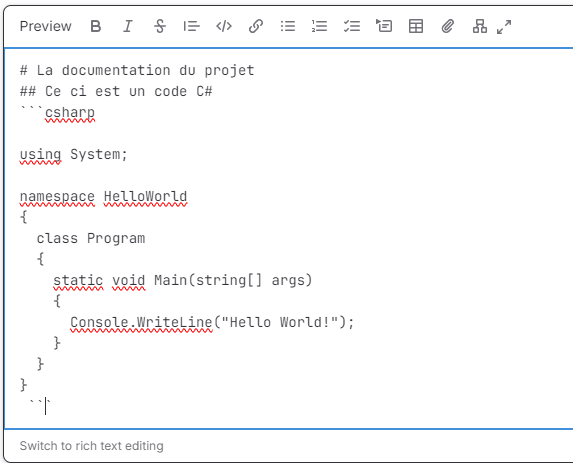 Preview
# La documentation du projet
## Ce ci est un code C#
```csharp
using System;
namespace HelloWorld
{
  class Program
  {
    static void Main(string[] args)
    {
      Console.WriteLine("Hello World!");
    }
  }
}
 ```
Switch to rich text editing